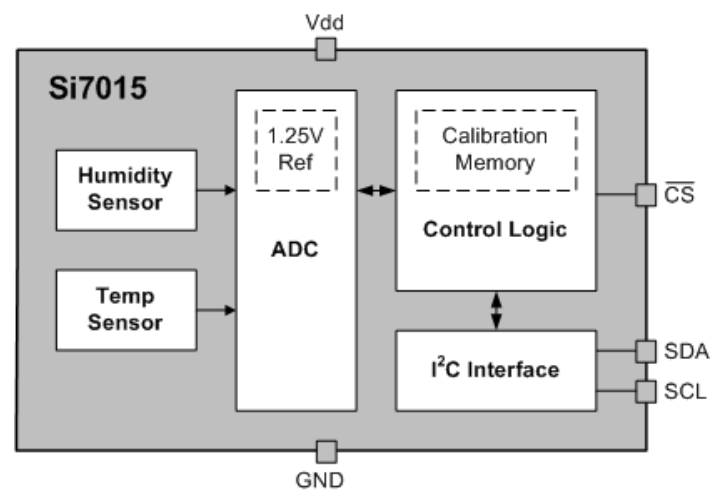 Vdd
Si7015
1.25V
Ref
Calibration
Memory
Humidity
Sensor
C̅S̅
Control Logic
ADC
Temp
Sensor
SDA
I²C Interface
SCL
GND